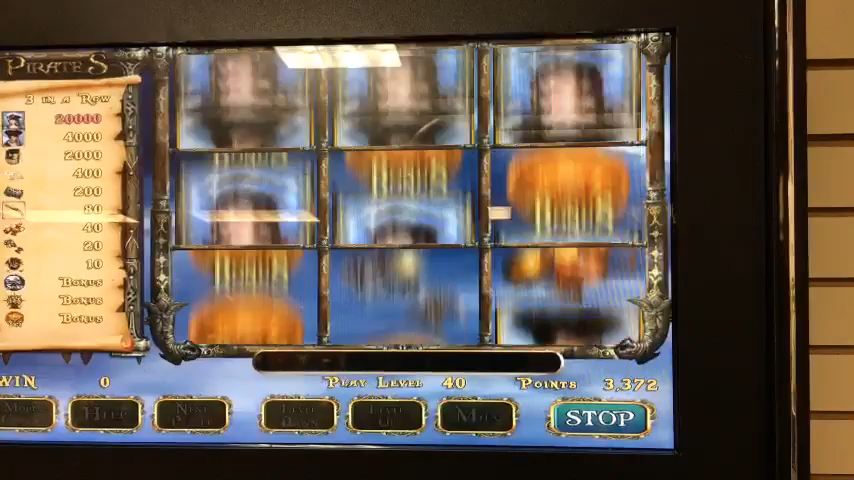 PIRATES
3 IN A ROW
20000
4000
2000
400
200
80
40
20
10
BONUS
BONUS
BONUS
WIN 0
PLAY LEVEL 40
POINTS 3,372
HELP
STOP